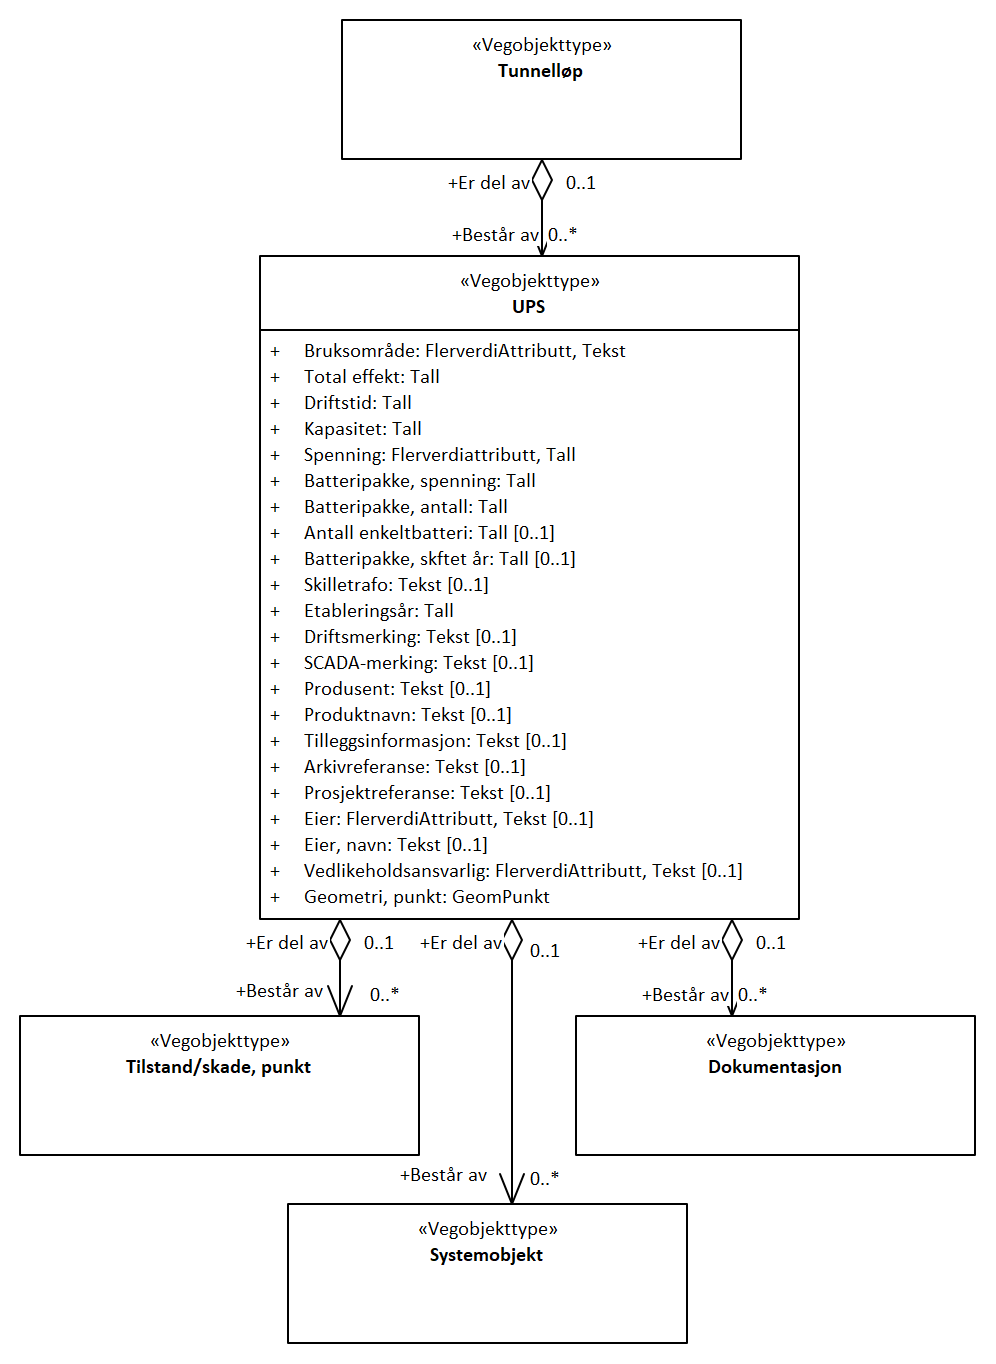 «Vegobjekttype»
Tunnelløp
+Er del av 0..1
+Består av 0..*
«Vegobjekttype»
UPS
+ Bruksområde: FlerverdiAttributt, Tekst
+ Total effekt: Tall
+ Driftstid: Tall
+ Kapasitet: Tall
+ Spenning: Flerverdiattributt, Tall
+ Batteripakke, spenning: Tall
+ Batteripakke, antall: Tall
+ Antall enkeltbatteri: Tall [0..1]
+ Batteripakke, skftet år: Tall [0..1]
+ Skilletrafo: Tekst [0..1]
+ Etableringsår: Tall
+ Driftsmerking: Tekst [0..1]
+ SCADA-merking: Tekst [0..1]
+ Produsent: Tekst [0..1]
+ Produktnavn: Tekst [0..1]
+ Tilleggsinformasjon: Tekst [0..1]
+ Arkivreferanse: Tekst [0..1]
+ Prosjektreferanse: Tekst [0..1]
+ Eier: FlerverdiAttributt, Tekst [0..1]
+ Eier, navn: Tekst [0..1]
+ Vedlikeholdsansvarlig: FlerverdiAttributt, Tekst [0..1]
+ Geometri, punkt: GeomPunkt
+Er del av 0..1 +Er del av 0..1 +Er del av 0..1
+Består av 0..* +Består av 0..*
«Vegobjekttype»
Tilstand/skade, punkt
«Vegobjekttype»
Dokumentasjon
+Består av 0..*
«Vegobjekttype»
Systemobjekt